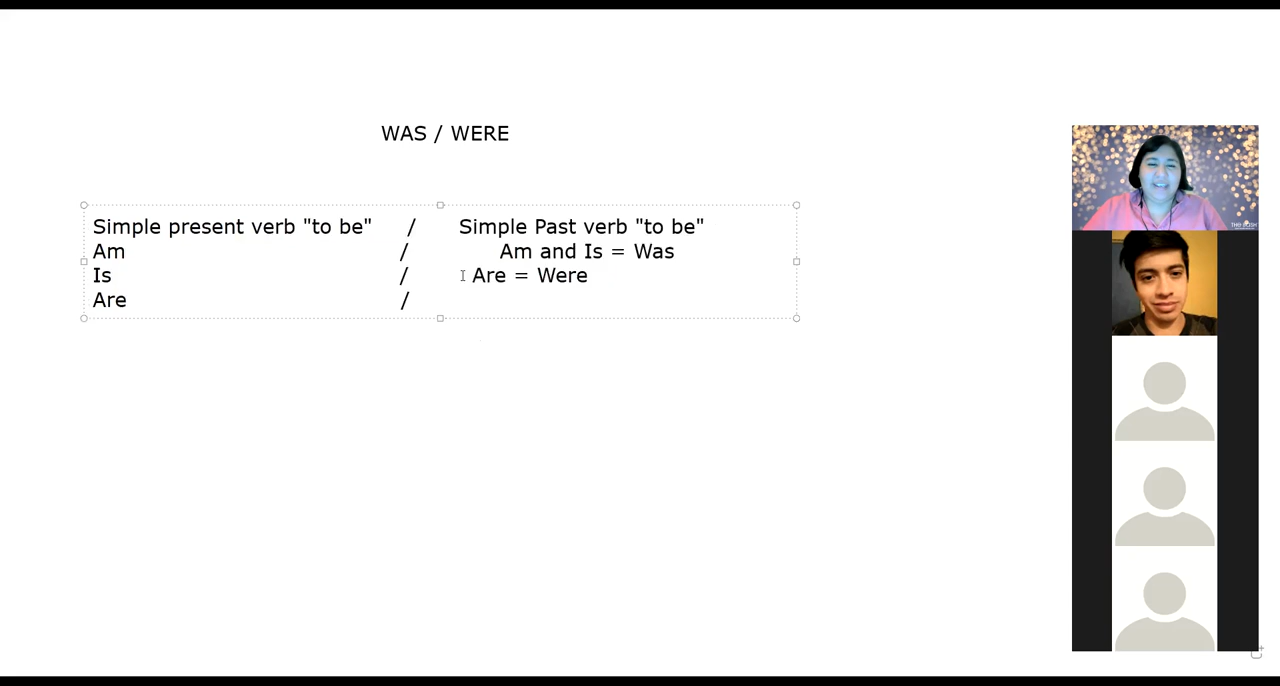 WAS / WERE
Simple present verb "to be" / Simple Past verb "to be"
Am / Am and Is = Was
Is / Are = Were
Are /